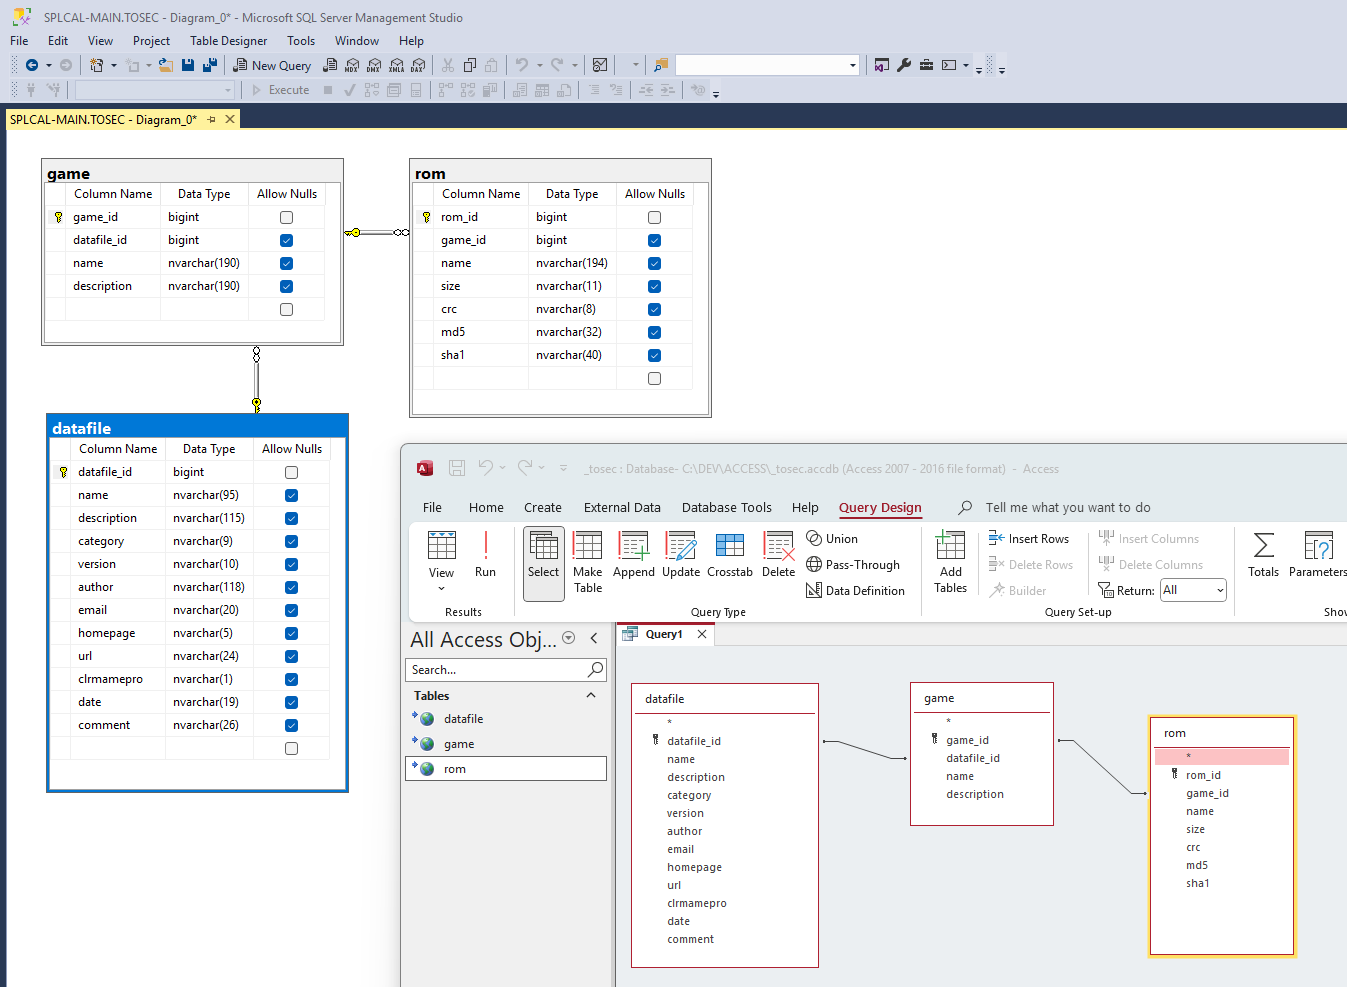 SPLCAL-MAIN.TOSEC - Diagram_0* - Microsoft SQL Server Management Studio
File Edit View Project Table Designer Tools Window Help
New Query MDX DMX XMLA DAX
Execute
SPLCAL-MAIN.TOSEC - Diagram_0*
game
Column Name Data Type Allow Nulls
game_id bigint
datafile_id bigint
name nvarchar(190)
description nvarchar(190)
rom
Column Name Data Type Allow Nulls
rom_id bigint
game_id bigint
name nvarchar(194)
size nvarchar(11)
crc nvarchar(8)
md5 nvarchar(32)
sha1 nvarchar(40)
datafile
Column Name Data Type Allow Nulls
datafile_id bigint
name nvarchar(95)
description nvarchar(115)
category nvarchar(9)
version nvarchar(10)
author nvarchar(118)
email nvarchar(20)
homepage nvarchar(5)
url nvarchar(24)
clrmamepro nvarchar(1)
date nvarchar(19)
comment nvarchar(26)
_tosec : Database- C:\DEV\ACCESS\_tosec.accdb (Access 2007 - 2016 file format) - Access
File Home Create External Data Database Tools Help Query Design Tell me what you want to do
View
Run
Results
Select
Make Table
Append
Update
Crosstab
Delete
Union
Pass-Through
Data Definition
Query Type
Add Tables
Insert Rows
Delete Rows
Builder
Insert Columns
Delete Columns
Return: All
Query Set-up
Totals
Parameters
Show
All Access Obj...
Search...
Tables
datafile
game
rom
Query1
datafile
*
datafile_id
name
description
category
version
author
email
homepage
url
clrmamepro
date
comment
game
*
game_id
datafile_id
name
description
rom
*
rom_id
game_id
name
size
crc
md5
sha1